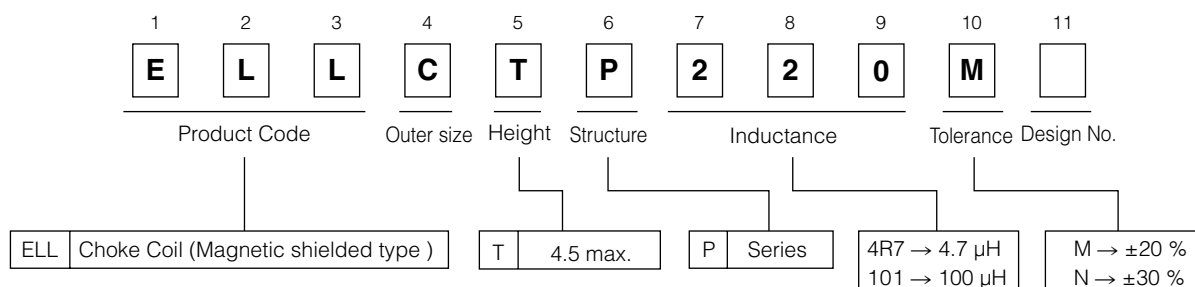 1 2 3 4 5 6 7 8 9 10 11
E L L C T P 2 2 0 M
Product Code Outer size Height Structure Inductance Tolerance Design No.
ELL Choke Coil (Magnetic shielded type ) T 4.5 max. P Series 4R7 → 4.7 µH M → ±20 %
101 → 100 µH N → ±30 %